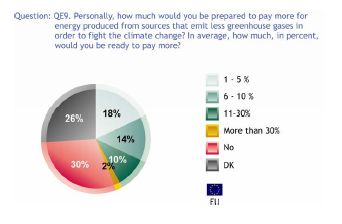 Question: QE9. Personally, how much would you be prepared to pay more for
energy produced from sources that emit less greenhouse gases in
order to fight the climate change? In average, how much, in percent,
would you be ready to pay more?
1 - 5 %
6 - 10 %
11-30%
More than 30%
No
DK
EU
18%
14%
10%
2%
30%
26%